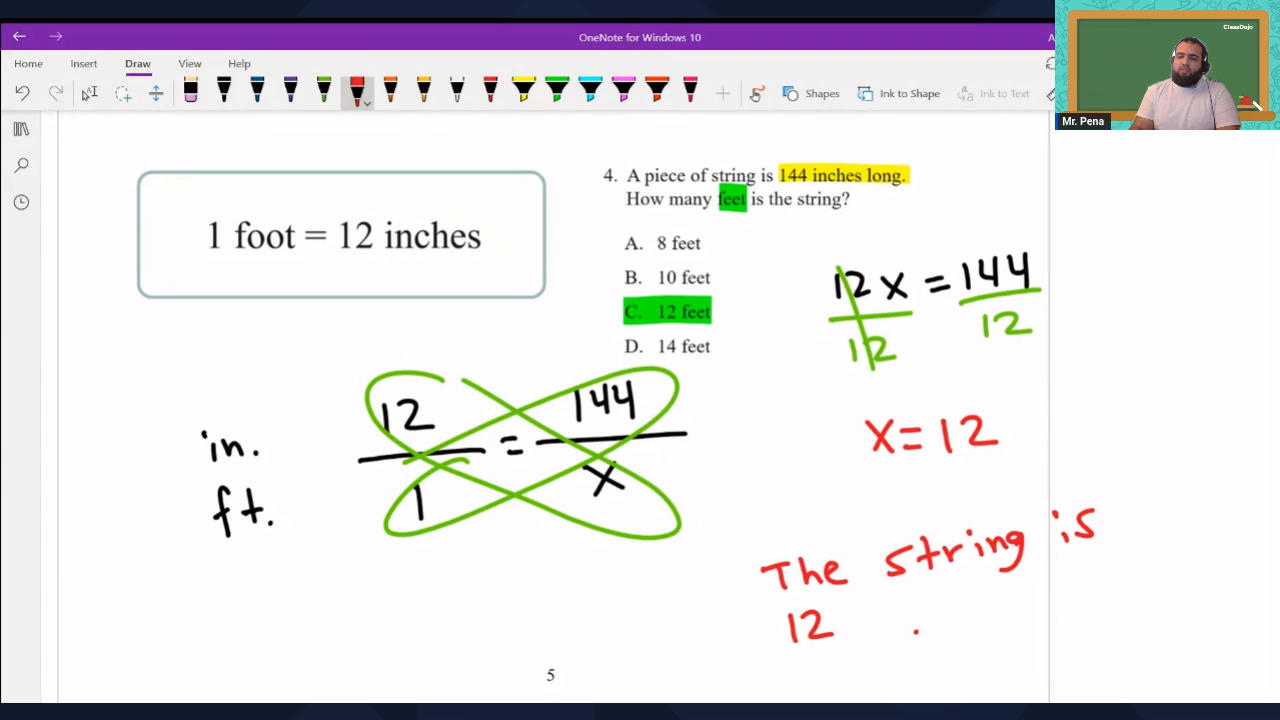 OneNote for Windows 10
ClassDojo
Home Insert Draw View Help
Shapes Ink to Shape Ink to Text
Mr. Pena
1 foot = 12 inches
4. A piece of string is 144 inches long.
How many feet is the string?
A. 8 feet
B. 10 feet
C. 12 feet
D. 14 feet
12x = 144
12 12
x = 12
in. 12 = 144
ft. 1 x
The string is
12 .
5